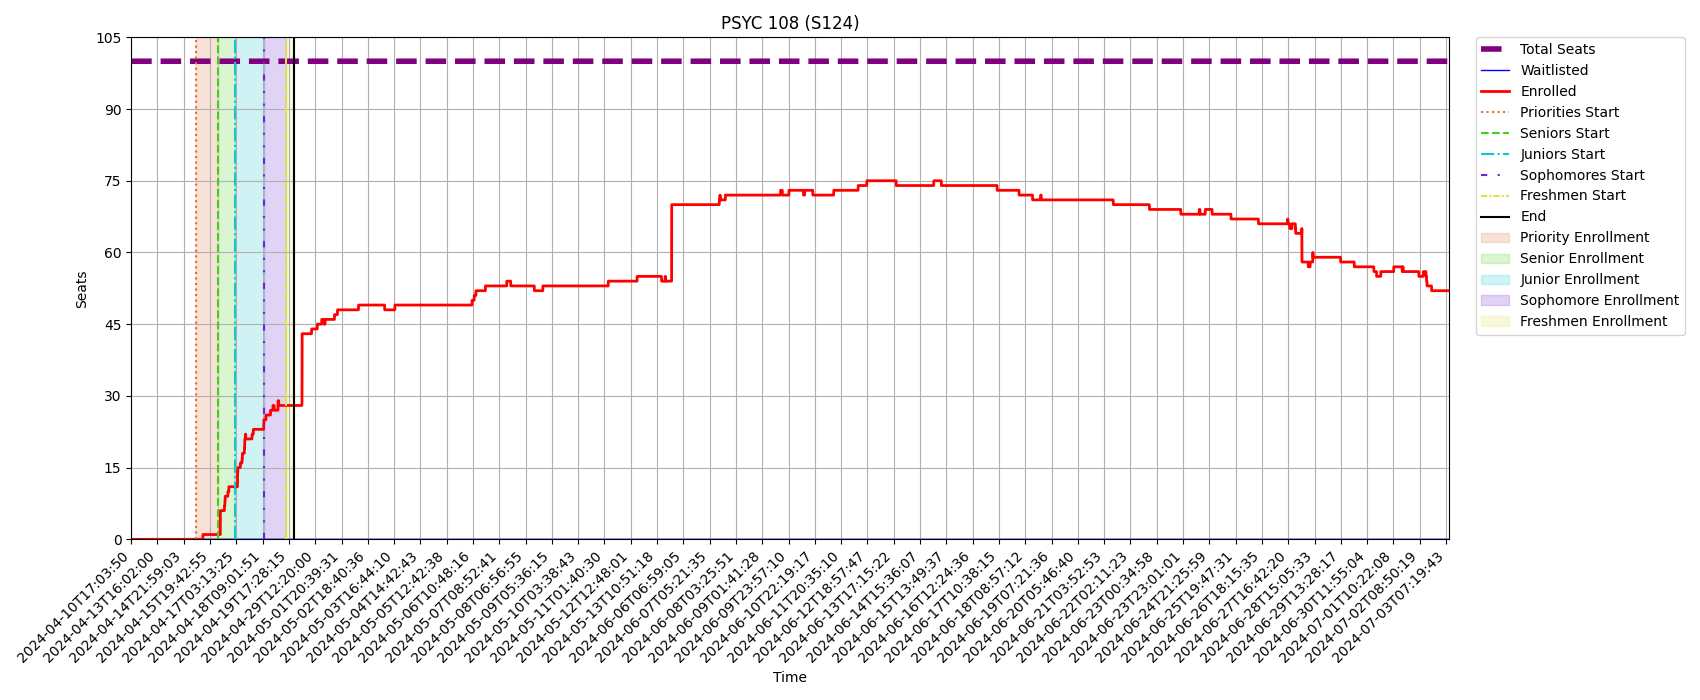 PSYC 108 (S124)
105
90
75
60
45
30
15
0
Seats
2024-04-10T17:03:50
2024-04-13T16:02:00
2024-04-14T21:59:03
2024-04-15T19:42:55
2024-04-17T03:13:25
2024-04-18T09:01:51
2024-04-19T17:28:15
2024-04-29T12:20:00
2024-05-01T20:39:31
2024-05-02T18:40:36
2024-05-03T16:44:10
2024-05-04T14:42:43
2024-05-05T12:42:38
2024-05-06T10:48:16
2024-05-07T08:52:41
2024-05-08T06:56:55
2024-05-09T05:36:15
2024-05-10T03:38:43
2024-05-11T01:40:30
2024-05-12T12:48:01
2024-05-13T10:51:18
2024-06-06T06:59:05
2024-06-07T05:21:35
2024-06-08T03:25:51
2024-06-09T01:41:28
2024-06-09T23:57:10
2024-06-10T22:19:17
2024-06-11T20:35:10
2024-06-12T18:57:47
2024-06-13T17:15:22
2024-06-14T15:36:07
2024-06-15T13:49:37
2024-06-16T12:24:36
2024-06-17T10:38:15
2024-06-18T08:57:12
2024-06-19T07:21:36
2024-06-20T05:46:40
2024-06-21T03:52:53
2024-06-22T02:11:23
2024-06-23T00:34:58
2024-06-23T23:01:01
2024-06-24T21:25:59
2024-06-25T19:47:31
2024-06-26T18:15:35
2024-06-27T16:42:20
2024-06-28T15:05:33
2024-06-29T13:28:17
2024-06-30T11:55:04
2024-07-01T10:22:08
2024-07-02T08:50:19
2024-07-03T07:19:43
Time
Total Seats
Waitlisted
Enrolled
Priorities Start
Seniors Start
Juniors Start
Sophomores Start
Freshmen Start
End
Priority Enrollment
Senior Enrollment
Junior Enrollment
Sophomore Enrollment
Freshmen Enrollment